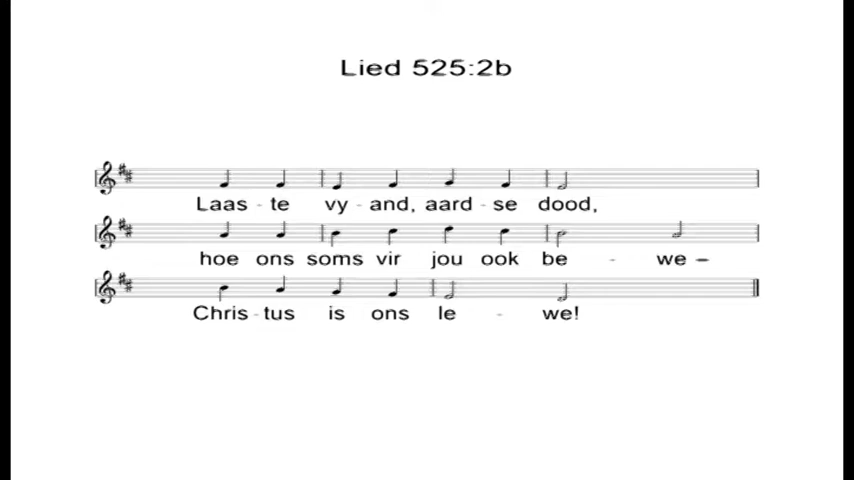 Lied 525:2b
Laas - te vy - and, aard - se dood,
hoe ons soms vir jou ook be - we -
Chris - tus is ons le - we!